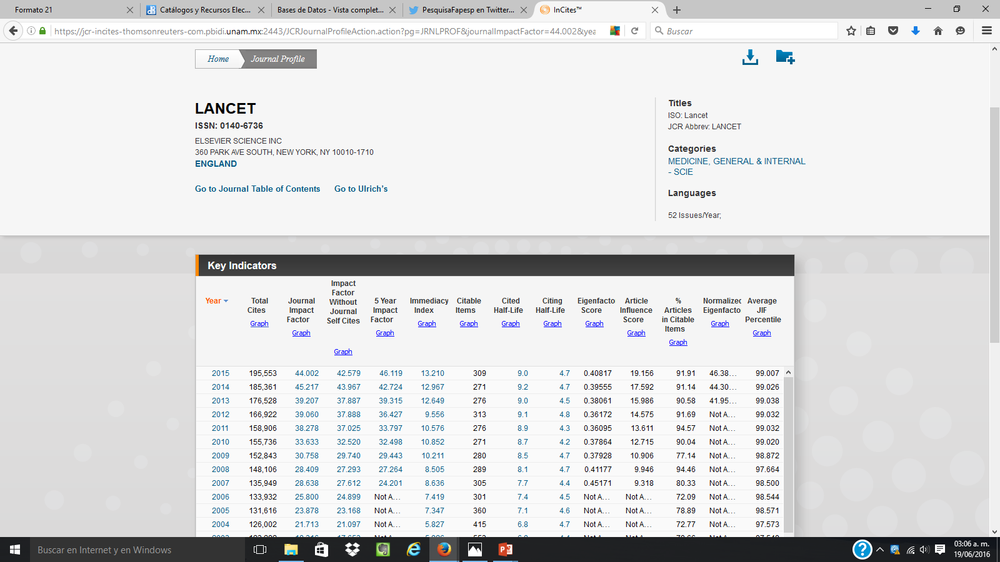 Formato 21
Catálogos y Recursos Elec...
Bases de Datos - Vista complet...
PesquisaFapesp en Twitter...
InCites™
https://jcr-incites-thomsonreuters-com.pbidi.unam.mx:2443/JCRJournalProfileAction.action?pg=JRNLPROF&journalImpactFactor=44.002&yea
Buscar
Home
Journal Profile
LANCET
ISSN: 0140-6736
ELSEVIER SCIENCE INC
360 PARK AVE SOUTH, NEW YORK, NY 10010-1710
ENGLAND
Go to Journal Table of Contents Go to Ulrich's
Titles
ISO: Lancet
JCR Abbrev: LANCET
Categories
MEDICINE, GENERAL & INTERNAL
- SCIE
Languages
52 Issues/Year;
Key Indicators
Year
Total
Cites
Graph
Journal
Impact
Factor
Graph
Impact
Factor
Without
Journal
Self Cites
Graph
5 Year
Impact
Factor
Graph
Immediacy
Index
Graph
Citable
Items
Graph
Cited
Half-Life
Graph
Citing
Half-Life
Graph
Eigenfacto
Score
Graph
Article
Influence
Score
Graph
%
Articles
in Citable
Items
Graph
Normalized
Eigenfacto
Graph
Average
JIF
Percentile
Graph
2015 195,553 44.002 42.579 46.119 13.210 309 9.0 4.7 0.40817 19.156 91.91 46.38... 99.007
2014 185,361 45.217 43.967 42.724 12.967 271 9.2 4.7 0.39555 17.592 91.14 44.30... 99.026
2013 176,528 39.207 37.887 39.315 12.649 276 9.0 4.5 0.38061 15.986 90.58 41.95... 99.038
2012 166,922 39.060 37.888 36.427 9.556 313 9.1 4.8 0.36172 14.575 91.69 Not A... 99.032
2011 158,906 38.278 37.025 33.797 10.576 276 8.9 4.3 0.36095 13.611 94.57 Not A... 99.032
2010 155,736 33.633 32.520 32.498 10.852 271 8.7 4.2 0.37864 12.715 90.04 Not A... 99.020
2009 152,843 30.758 29.740 29.443 10.211 280 8.5 4.7 0.37928 10.906 77.14 Not A... 98.872
2008 148,106 28.409 27.293 27.264 8.505 289 8.1 4.7 0.41177 9.946 94.46 Not A... 97.664
2007 135,949 28.638 27.612 24.201 8.636 305 7.7 4.4 0.45171 9.318 80.33 Not A... 98.500
2006 133,932 25.800 24.899 Not A... 7.419 301 7.4 4.5 Not A... Not A... 72.09 Not A... 98.544
2005 131,616 23.878 23.168 Not A... 7.347 360 7.1 4.6 Not A... Not A... 78.89 Not A... 98.571
2004 126,002 21.713 21.097 Not A... 5.827 415 6.8 4.7 Not A... Not A... 72.77 Not A... 97.573
Buscar en Internet y en Windows
03:06 a. m.
19/06/2016